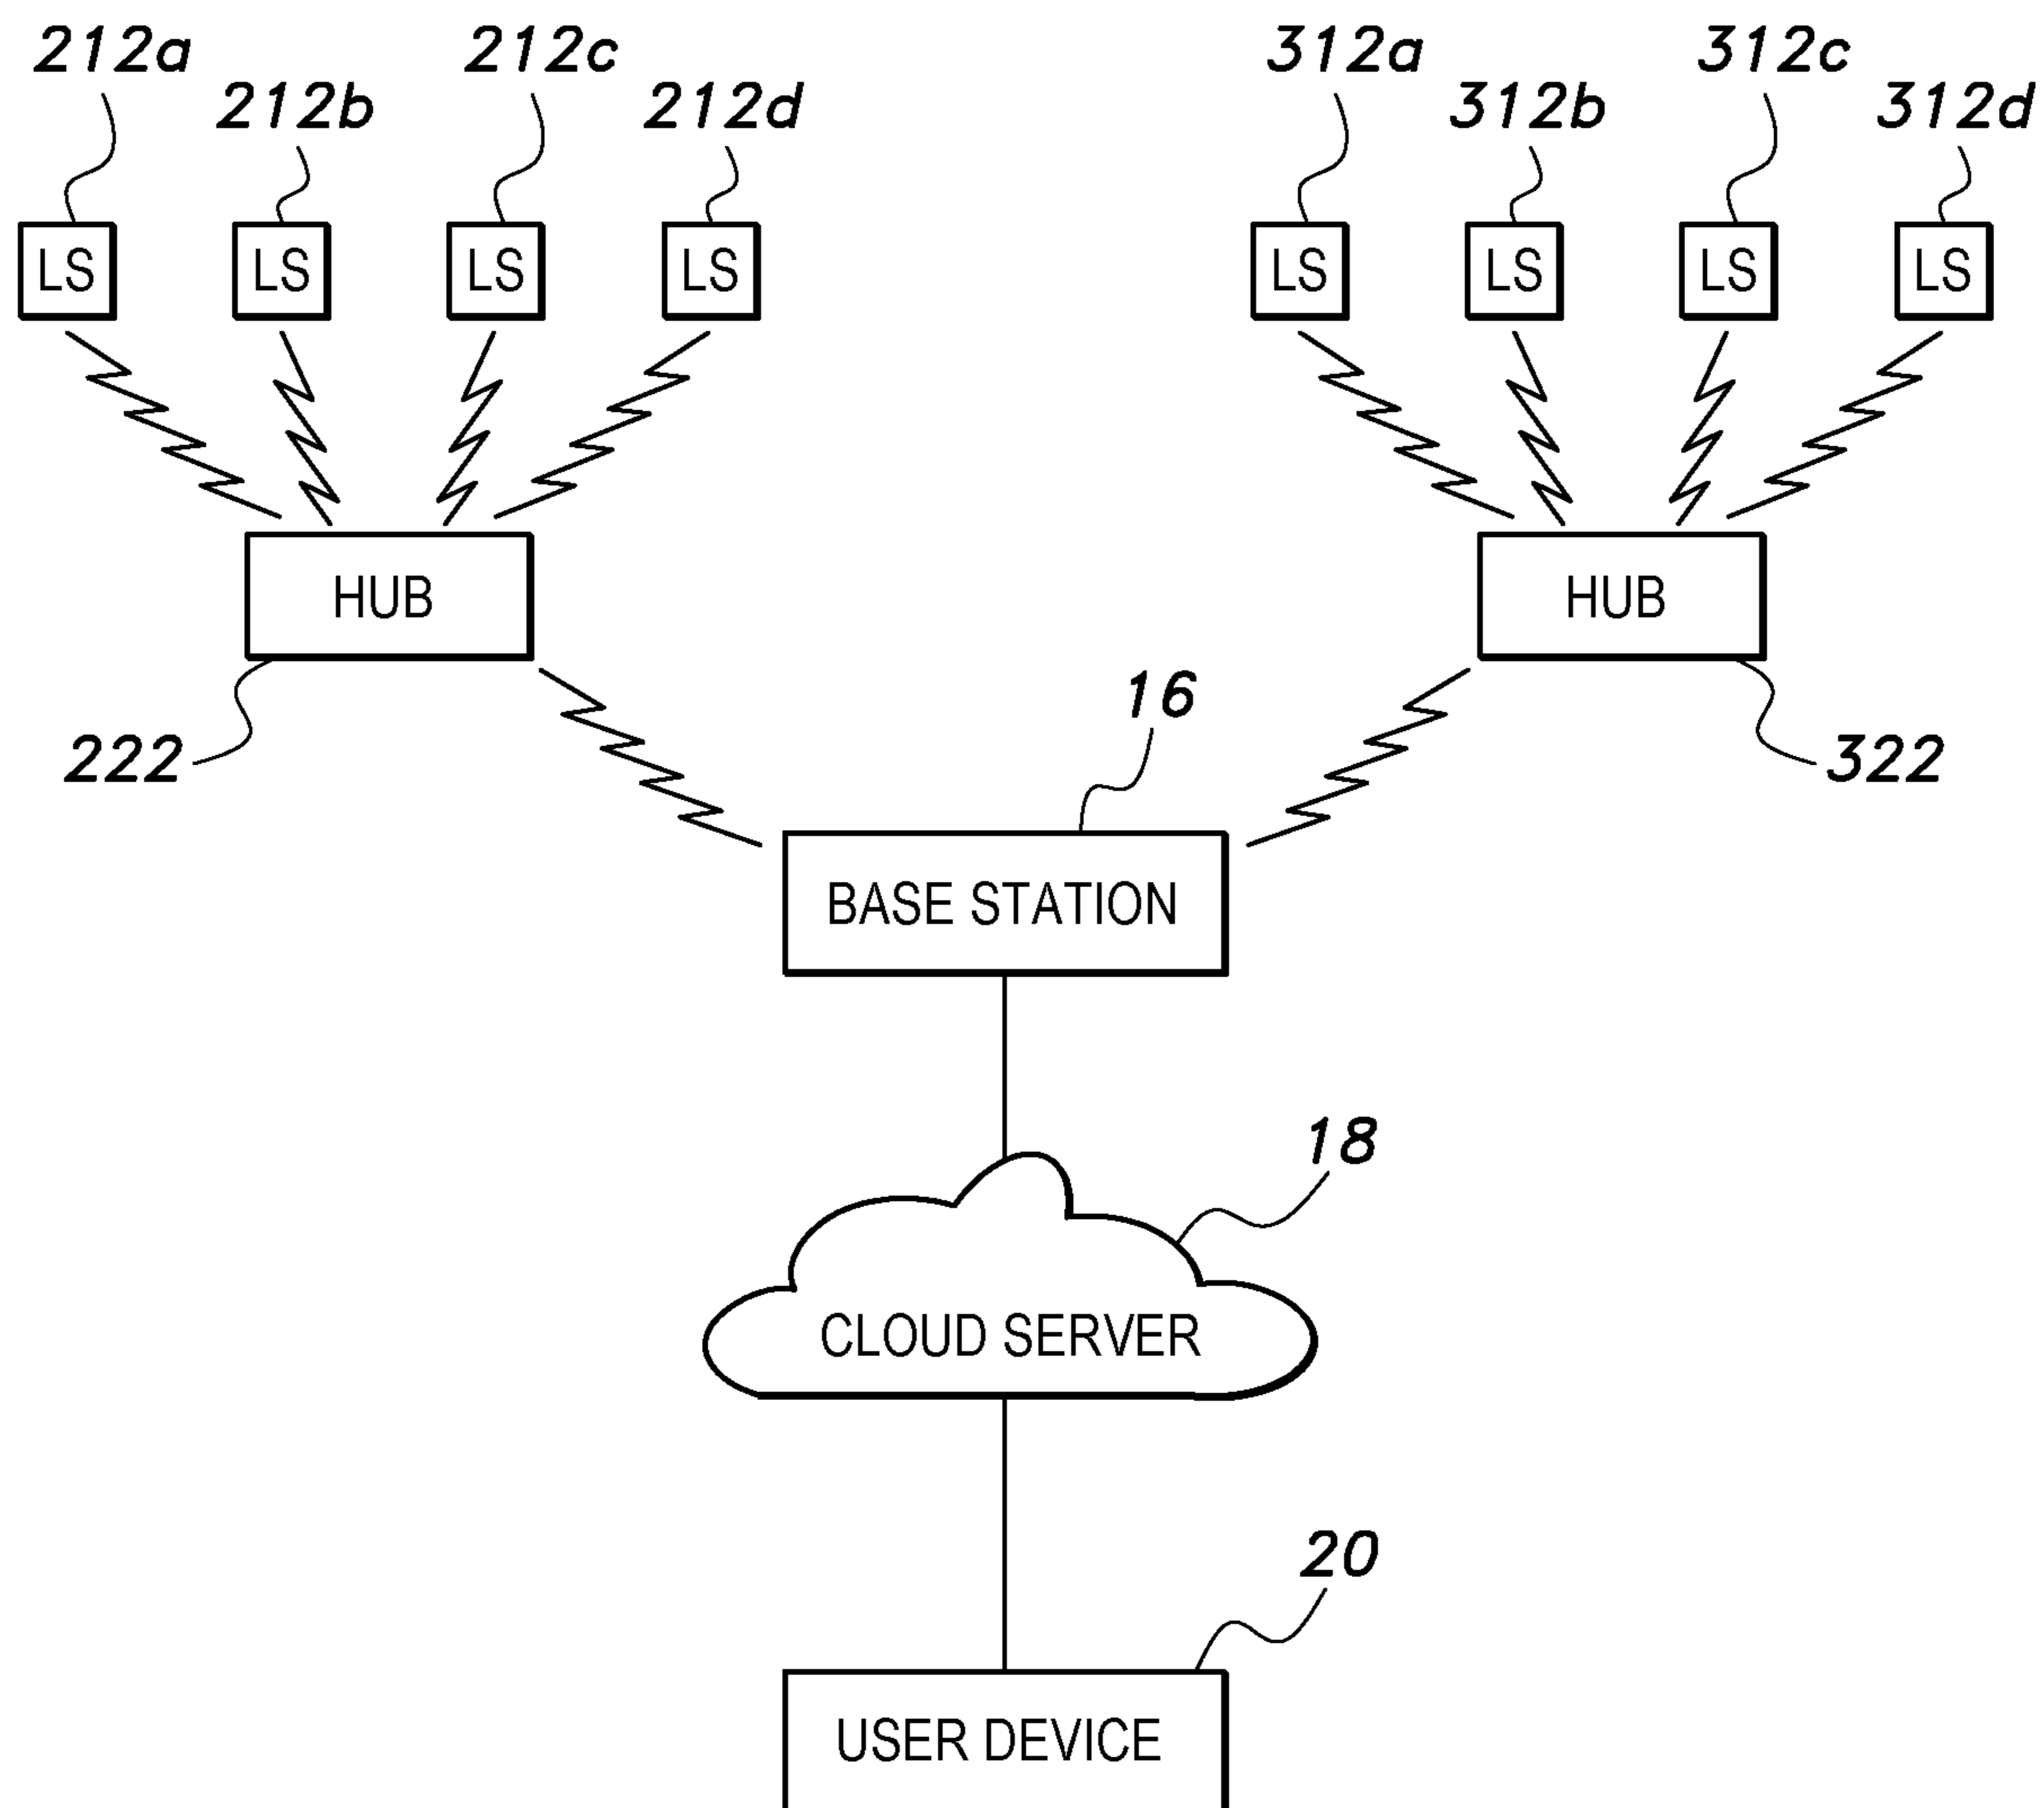 212a 212c 312a 312c
212b 212d 312b 312d
LS LS LS LS LS LS LS LS
HUB HUB
16
222 322
BASE STATION
18
CLOUD SERVER
20
USER DEVICE